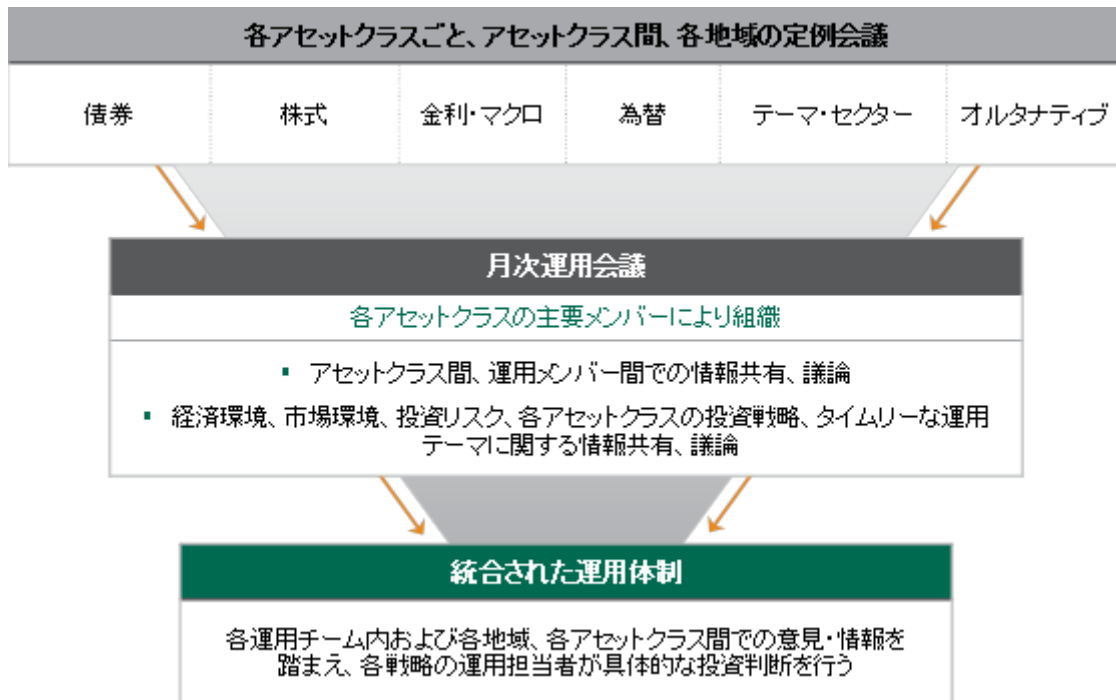 各アセットクラスごと、アセットクラス間、各地域の定例会議
債券 株式 金利・マクロ 為替 テーマ・セクター オルタナティブ
月次運用会議
各アセットクラスの主要メンバーにより組織
▪ アセットクラス間、運用メンバー間での情報共有、議論
▪ 経済環境、市場環境、投資リスク、各アセットクラスの投資戦略、タイムリーな運用
テーマに関する情報共有、議論
統合された運用体制
各運用チーム内および各地域、各アセットクラス間での意見・情報を
踏まえ、各戦略の運用担当者が具体的な投資判断を行う